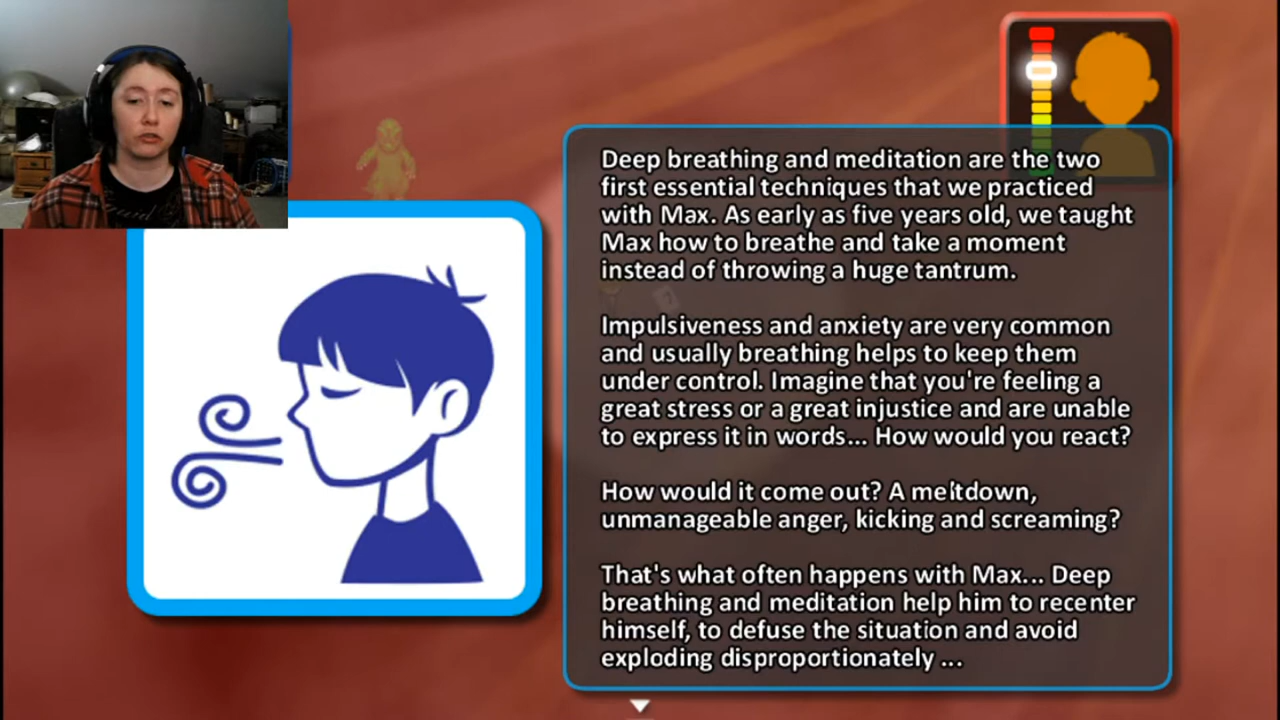 Deep breathing and meditation are the two
first essential techniques that we practiced
with Max. As early as five years old, we taught
Max how to breathe and take a moment
instead of throwing a huge tantrum.
Impulsiveness and anxiety are very common
and usually breathing helps to keep them
under control. Imagine that you're feeling a
great stress or a great injustice and are unable
to express it in words... How would you react?
How would it come out? A meltdown,
unmanageable anger, kicking and screaming?
That's what often happens with Max... Deep
breathing and meditation help him to recenter
himself, to defuse the situation and avoid
exploding disproportionately ...